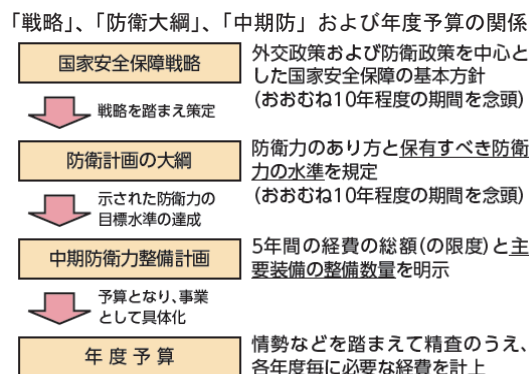 「戦略」、「防衛大綱」、「中期防」および年度予算の関係
国家安全保障戦略
外交政策および防衛政策を中心と
した国家安全保障の基本方針
(おおむね10年程度の期間を念頭)
戦略を踏まえ策定
防衛計画の大綱
防衛力のあり方と保有すべき防衛
力の水準を規定
(おおむね10年程度の期間を念頭)
示された防衛力の
目標水準の達成
中期防衛力整備計画
5年間の経費の総額(の限度)と主
要装備の整備数量を明示
予算となり、事業
として具体化
年度予算
情勢などを踏まえて精査のうえ、
各年度毎に必要な経費を計上